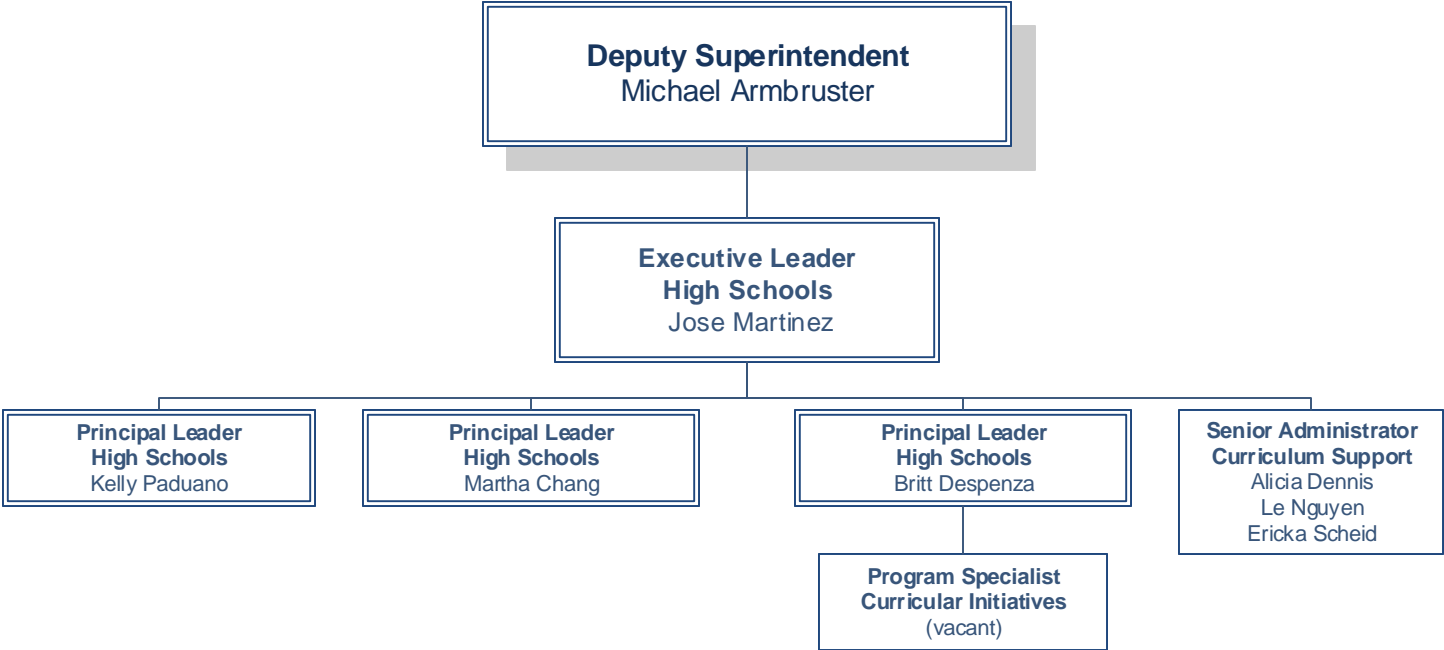 Deputy Superintendent
Michael Armbruster
Executive Leader
High Schools
Jose Martinez
Principal Leader
High Schools
Kelly Paduano
Principal Leader
High Schools
Martha Chang
Principal Leader
High Schools
Britt Despenza
Senior Administrator
Curriculum Support
Alicia Dennis
Le Nguyen
Ericka Scheid
Program Specialist
Curricular Initiatives
(vacant)